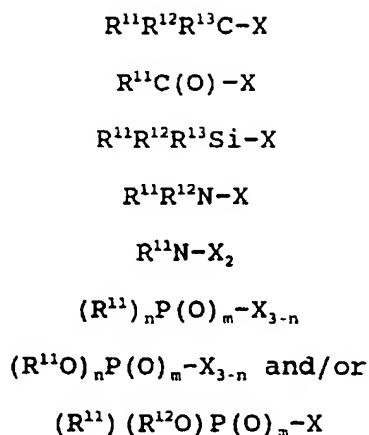 R¹¹R¹²R¹³C-X
R¹¹C(O)-X
R¹¹R¹²R¹³Si-X
R¹¹R¹²N-X
R¹¹N-X₂
(R¹¹)ₙP(O)ₘ-X₃₋ₙ
(R¹¹O)ₙP(O)ₘ-X₃₋ₙ and/or
(R¹¹)(R¹²O)P(O)ₘ-X